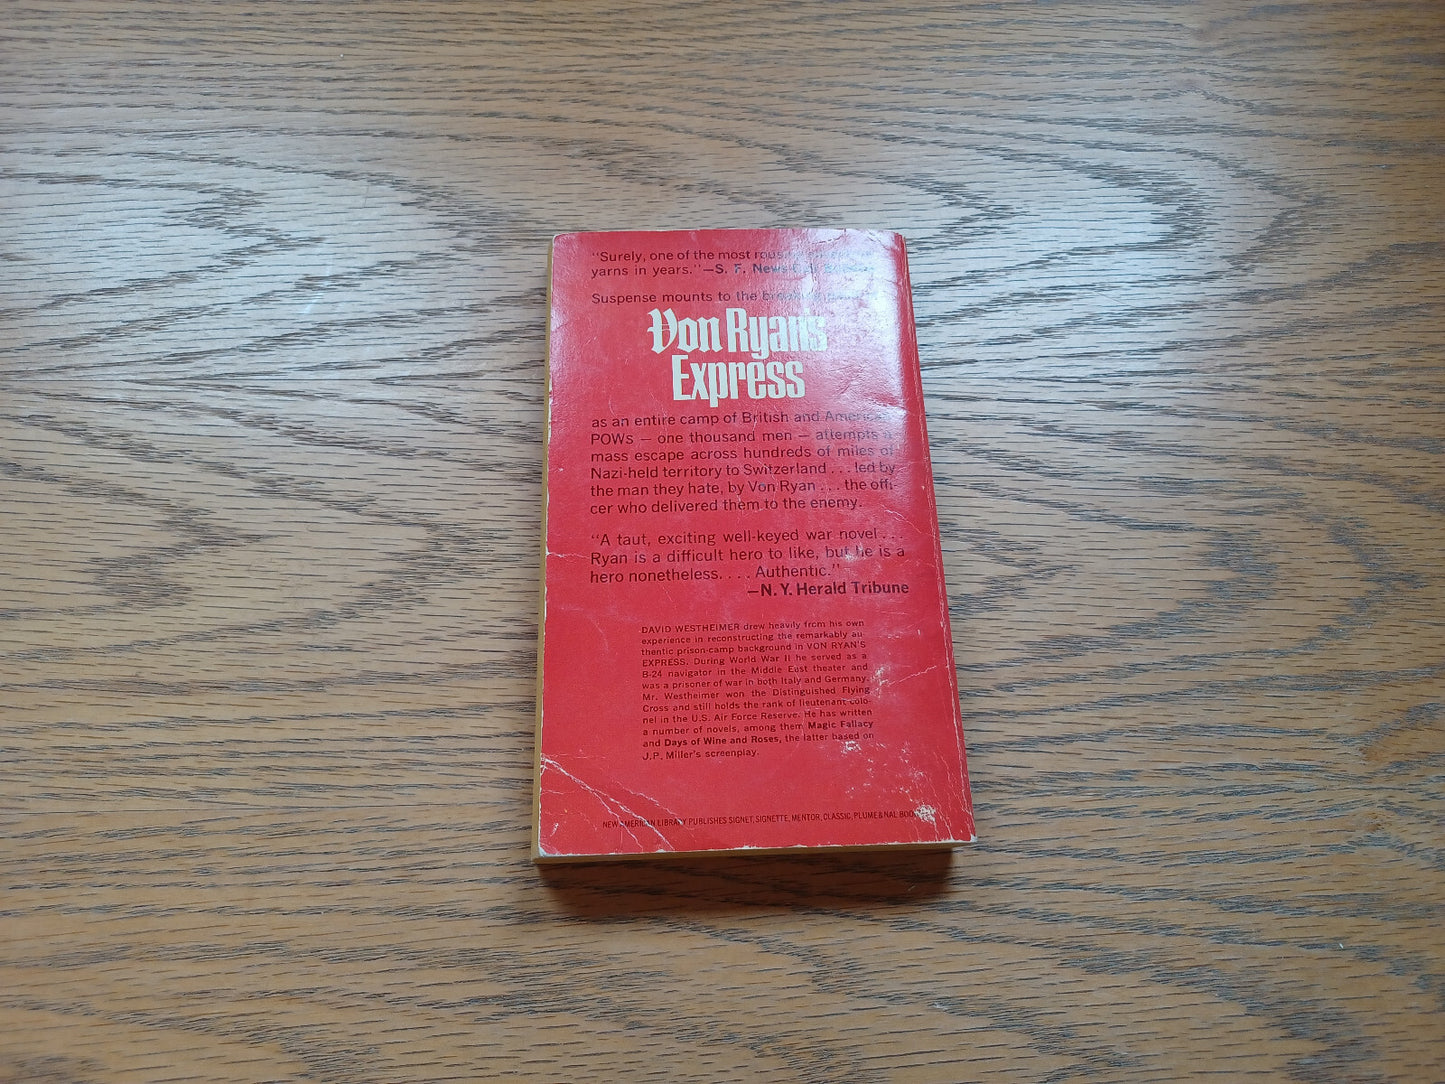 "Surely, one of the most
yarns in years."—S. F. News
Suspense mounts to the
Von Ryan's
Express
as an entire camp of British and American
POWs — one thousand men — attempts a
mass escape across hundreds of miles of
Nazi-held territory to Switzerland . . . led by
the man they hate, by Von Ryan . . . the offi-
cer who delivered them to the enemy.
"A taut, exciting well-keyed war novel . . .
Ryan is a difficult hero to like, but he is a
hero nonetheless. . . . Authentic."
—N. Y. Herald Tribune
DAVID WESTHEIMER drew heavily from his own
experience in reconstructing the remarkably au-
thentic prison-camp background in VON RYAN'S
EXPRESS. During World War II he served as a
B-24 navigator in the Middle East theater and
was a prisoner of war in both Italy and Germany.
Mr. Westheimer won the Distinguished Flying
Cross and still holds the rank of lieutenant colo-
nel in the U.S. Air Force Reserve. He has written
a number of novels, among them Magic Fallacy
and Days of Wine and Roses, the latter based on
J.P. Miller's screenplay.
NEW AMERICAN LIBRARY PUBLISHES SIGNET, SIGNETTE, MENTOR, CLASSIC, PLUME & NAL